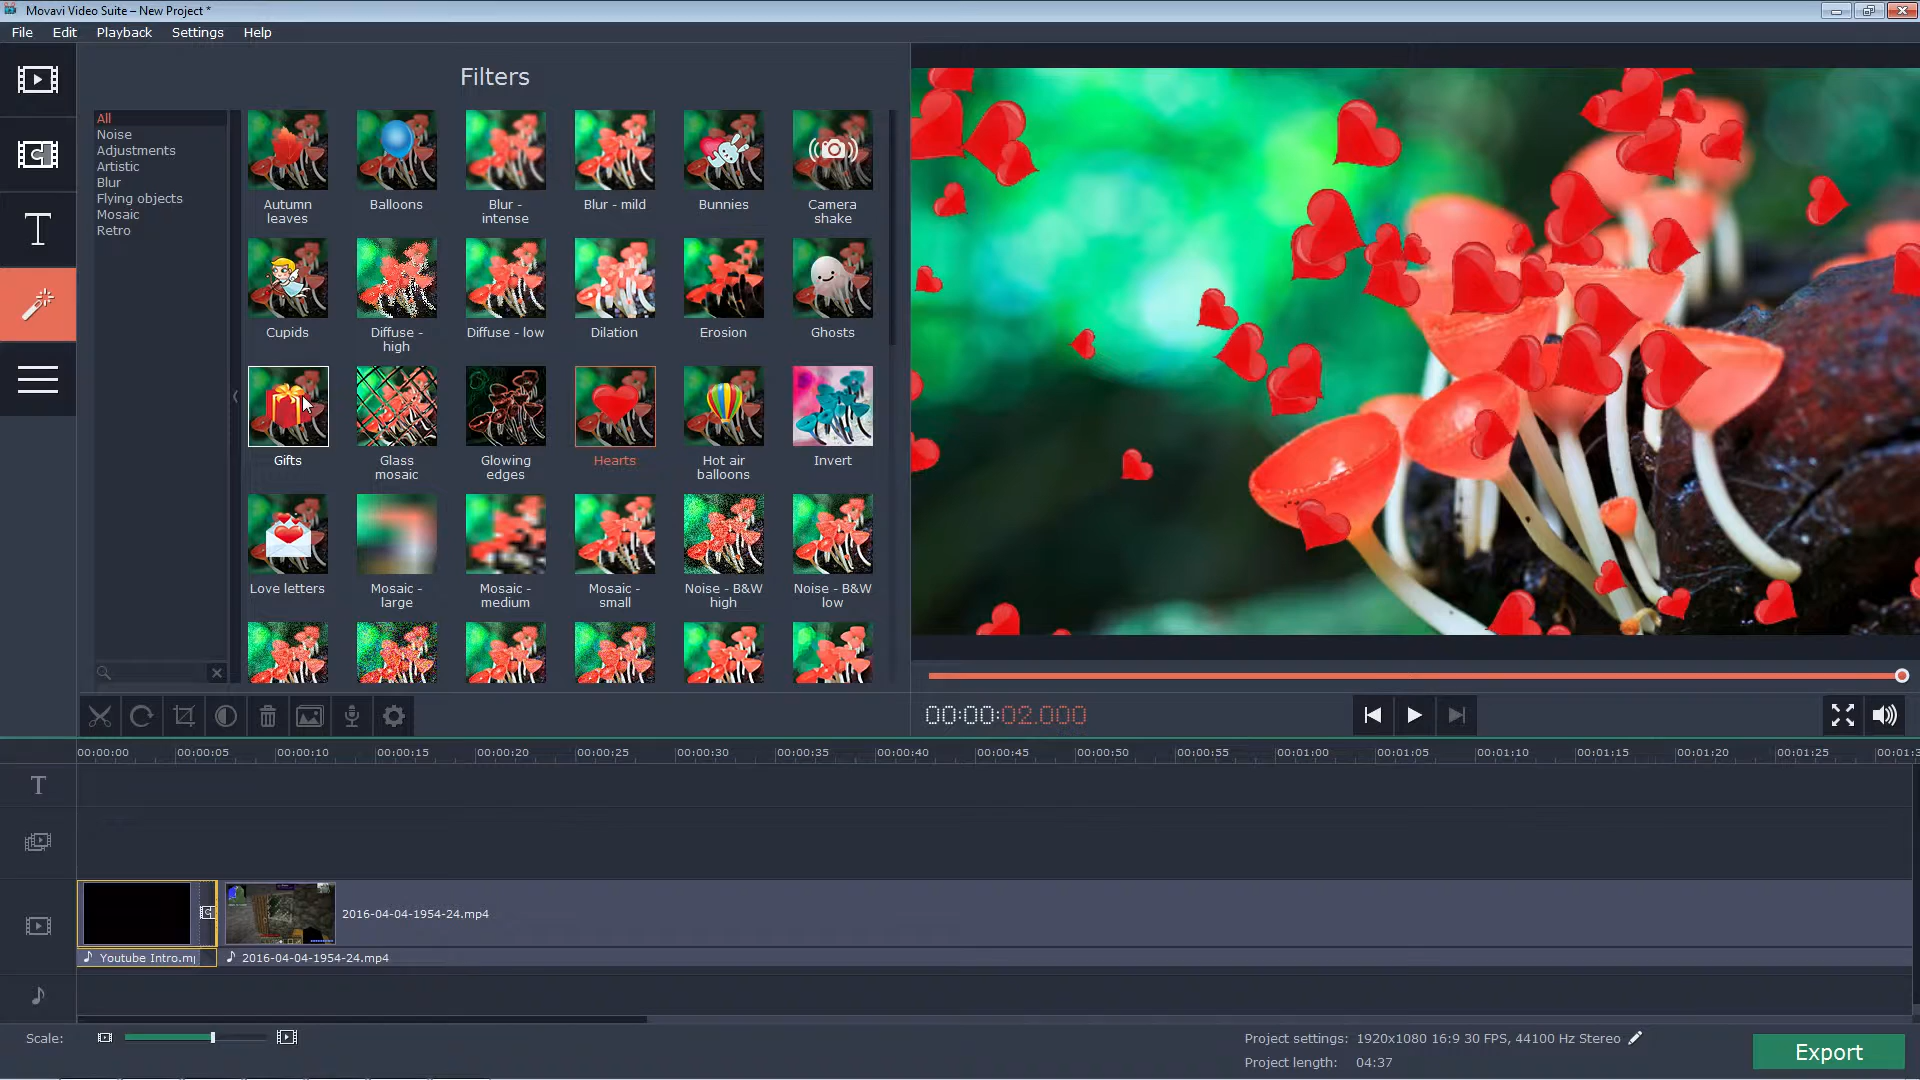 Movavi Video Suite – New Project *
File Edit Playback Settings Help
Filters
All
Noise
Adjustments
Artistic
Blur
Flying objects
Mosaic
Retro
Autumn leaves
Balloons
Blur - intense
Blur - mild
Bunnies
Camera shake
Cupids
Diffuse - high
Diffuse - low
Dilation
Erosion
Ghosts
Gifts
Glass mosaic
Glowing edges
Hearts
Hot air balloons
Invert
Love letters
Mosaic - large
Mosaic - medium
Mosaic - small
Noise - B&W high
Noise - B&W low
00:00:02.000
00:00:00 00:00:05 00:00:10 00:00:15 00:00:20 00:00:25 00:00:30 00:00:35 00:00:40 00:00:45 00:00:50 00:00:55 00:01:00 00:01:05 00:01:10 00:01:15 00:01:20 00:01:25 00:01:3
T
2016-04-04-1954-24.mp4
Youtube Intro.mp
2016-04-04-1954-24.mp4
Scale:
Project settings: 1920x1080 16:9 30 FPS, 44100 Hz Stereo
Project length: 04:37
Export